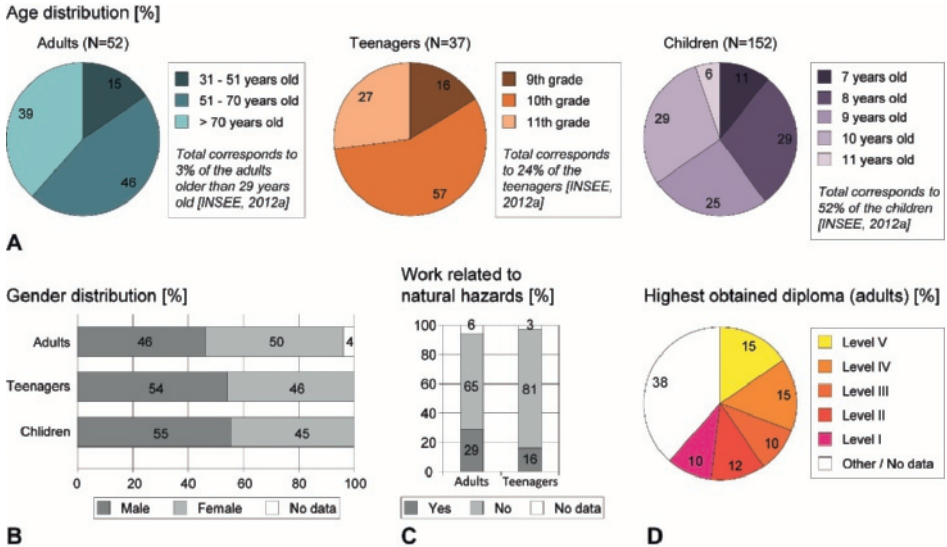 Age distribution [%]
Adults (N=52)
15
46
39
31 - 51 years old
51 - 70 years old
> 70 years old
Total corresponds to
3% of the adults
older than 29 years
old [INSEE, 2012a]
Teenagers (N=37)
16
57
27
9th grade
10th grade
11th grade
Total corresponds
to 24% of the
teenagers [INSEE,
2012a]
Children (N=152)
11
29
25
29
6
7 years old
8 years old
9 years old
10 years old
11 years old
Total corresponds to
52% of the children
[INSEE, 2012a]
A
Gender distribution [%]
Adults
46
50
4
Teenagers
54
46
Chlidren
55
45
0
20
40
60
80
100
Male
Female
No data
B
Work related to
natural hazards [%]
100
80
60
40
20
0
6
65
29
3
81
16
Adults
Teenagers
Yes
No
No data
C
Highest obtained diploma (adults) [%]
15
15
10
12
10
38
Level V
Level IV
Level III
Level II
Level I
Other / No data
D